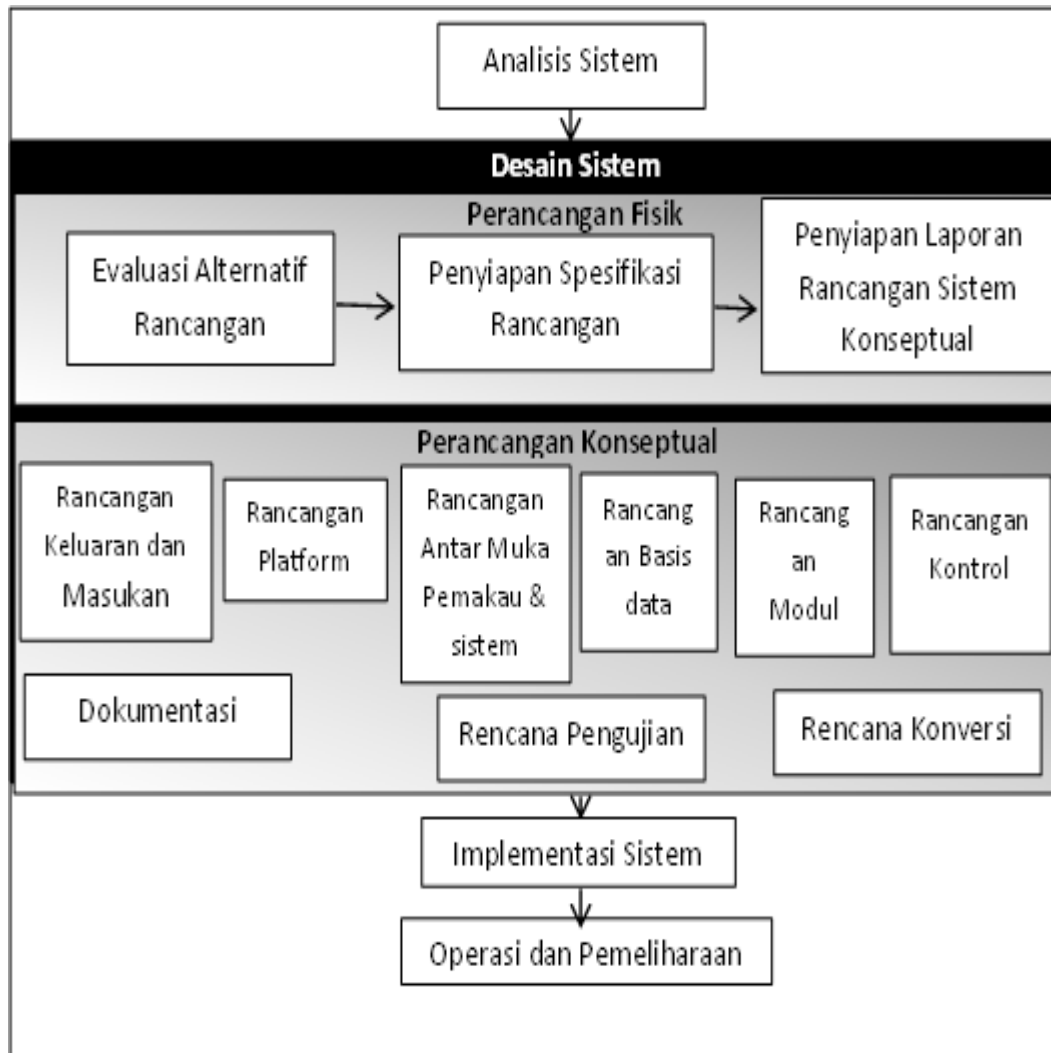 Analisis Sistem
Desain Sistem
Perancangan Fisik
Evaluasi Alternatif
Rancangan
Penyiapan Spesifikasi
Rancangan
Penyiapan Laporan
Rancangan Sistem
Konseptual
Perancangan Konseptual
Rancangan
Keluaran dan
Masukan
Rancangan
Platform
Rancangan
Antar Muka
Pemakau &
sistem
Rancang
an Basis
data
Rancang
an
Modul
Rancangan
Kontrol
Dokumentasi
Rencana Pengujian
Rencana Konversi
Implementasi Sistem
Operasi dan Pemeliharaan